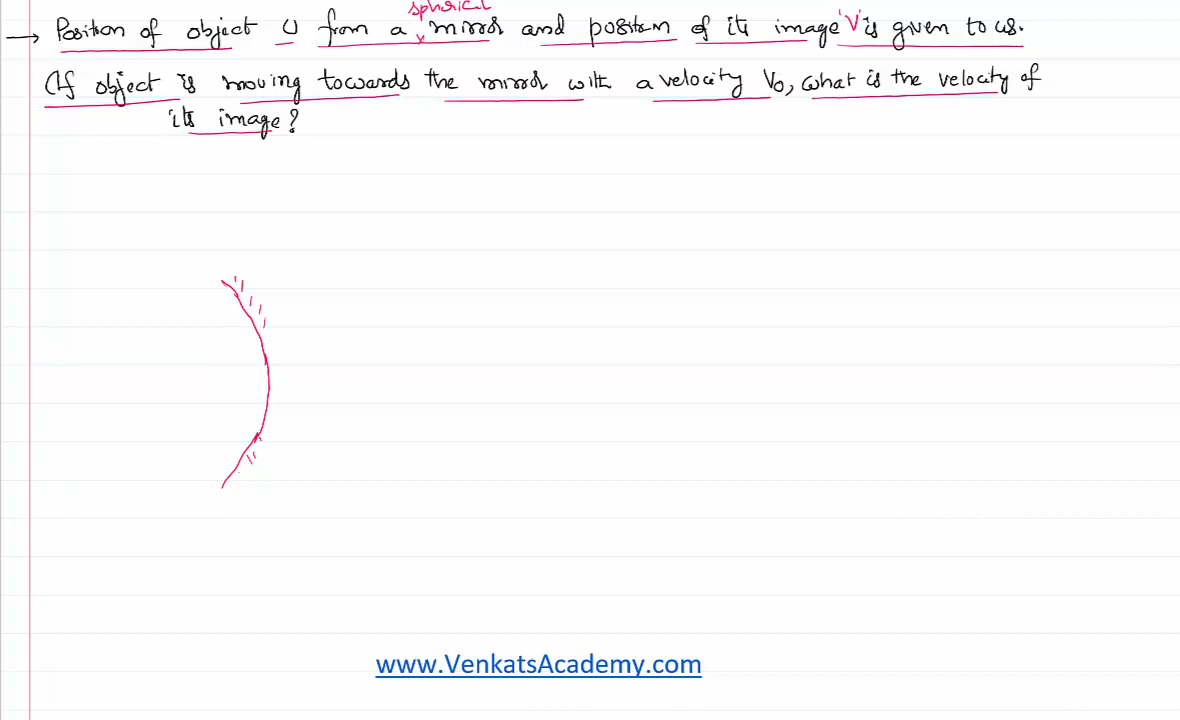 spherical
→ Position of object U from a mirror and position of its image 'V' is given to us.
(If object is moving towards the mirror with a velocity V₀, what is the velocity of
its image?
www.VenkatsAcademy.com